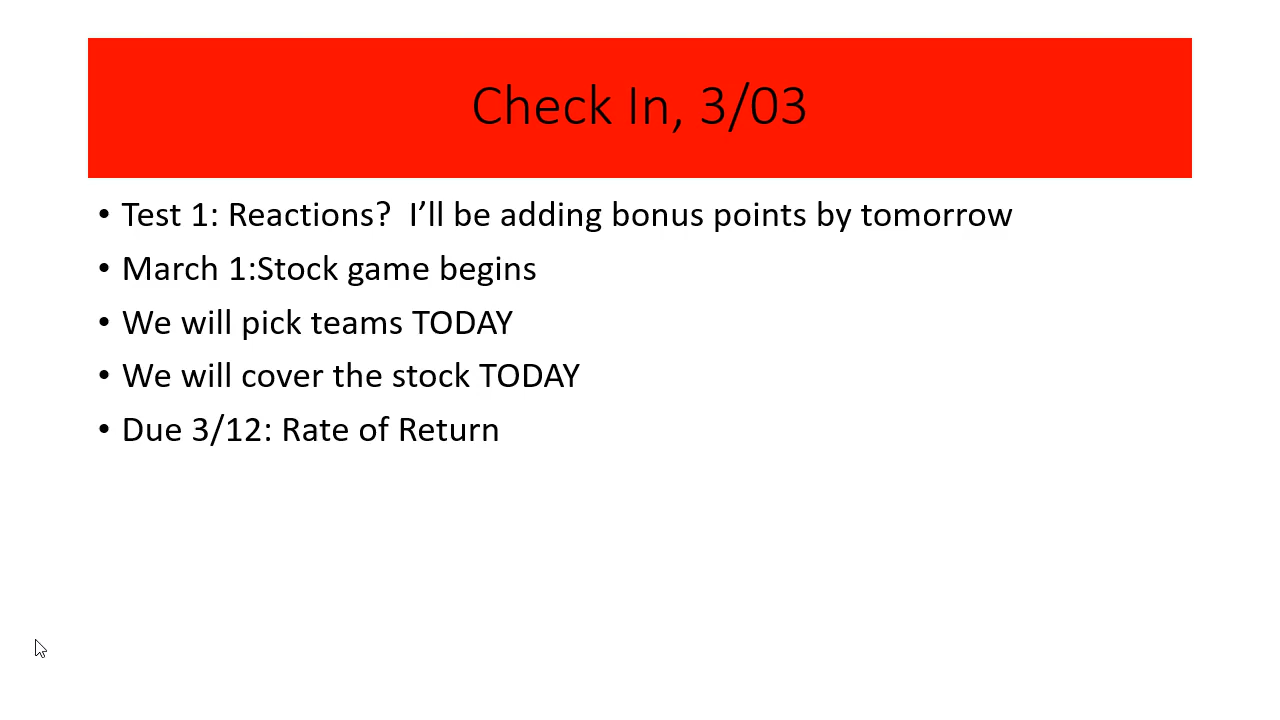 Check In, 3/03
• Test 1: Reactions?  I’ll be adding bonus points by tomorrow
• March 1:Stock game begins
• We will pick teams TODAY
• We will cover the stock TODAY
• Due 3/12: Rate of Return